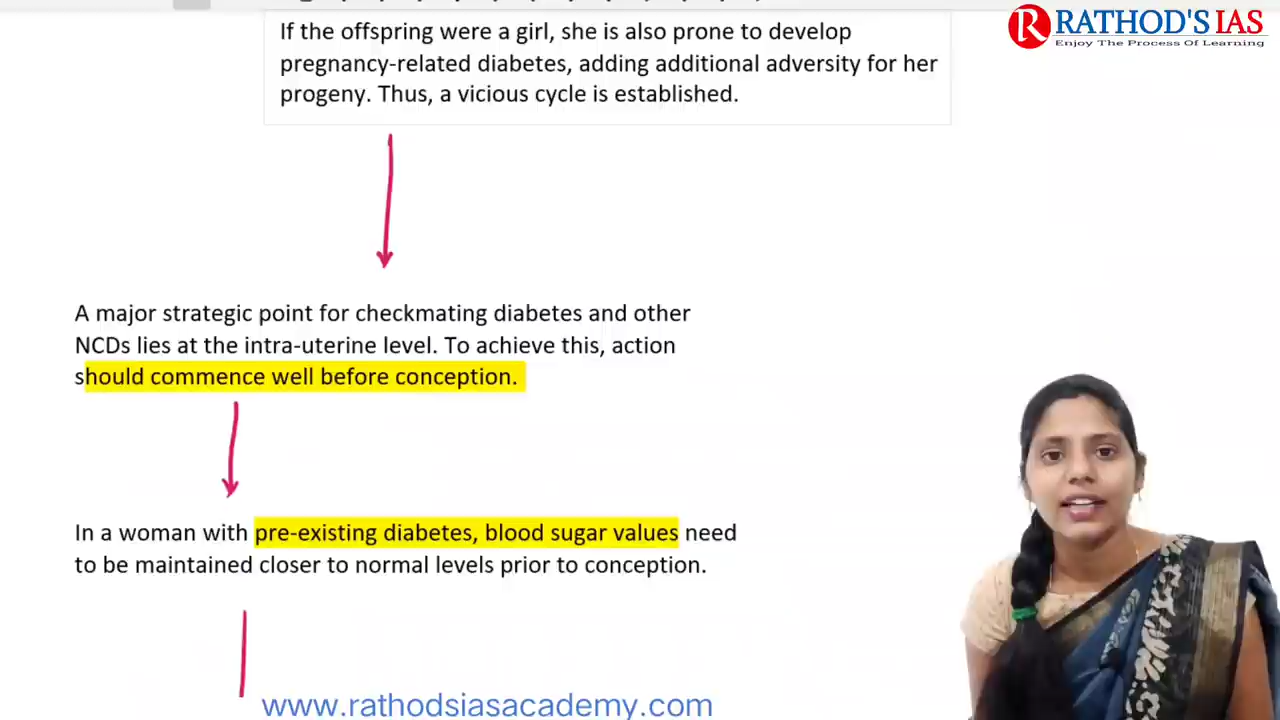 RATHOD'S IAS
Enjoy The Process Of Learning
If the offspring were a girl, she is also prone to develop
pregnancy-related diabetes, adding additional adversity for her
progeny. Thus, a vicious cycle is established.
A major strategic point for checkmating diabetes and other
NCDs lies at the intra-uterine level. To achieve this, action
should commence well before conception.
In a woman with pre-existing diabetes, blood sugar values need
to be maintained closer to normal levels prior to conception.
www.rathodsiasacademy.com